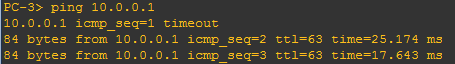 PC-3> ping 10.0.0.1
10.0.0.1 icmp_seq=1 timeout
84 bytes from 10.0.0.1 icmp_seq=2 ttl=63 time=25.174 ms
84 bytes from 10.0.0.1 icmp_seq=3 ttl=63 time=17.643 ms